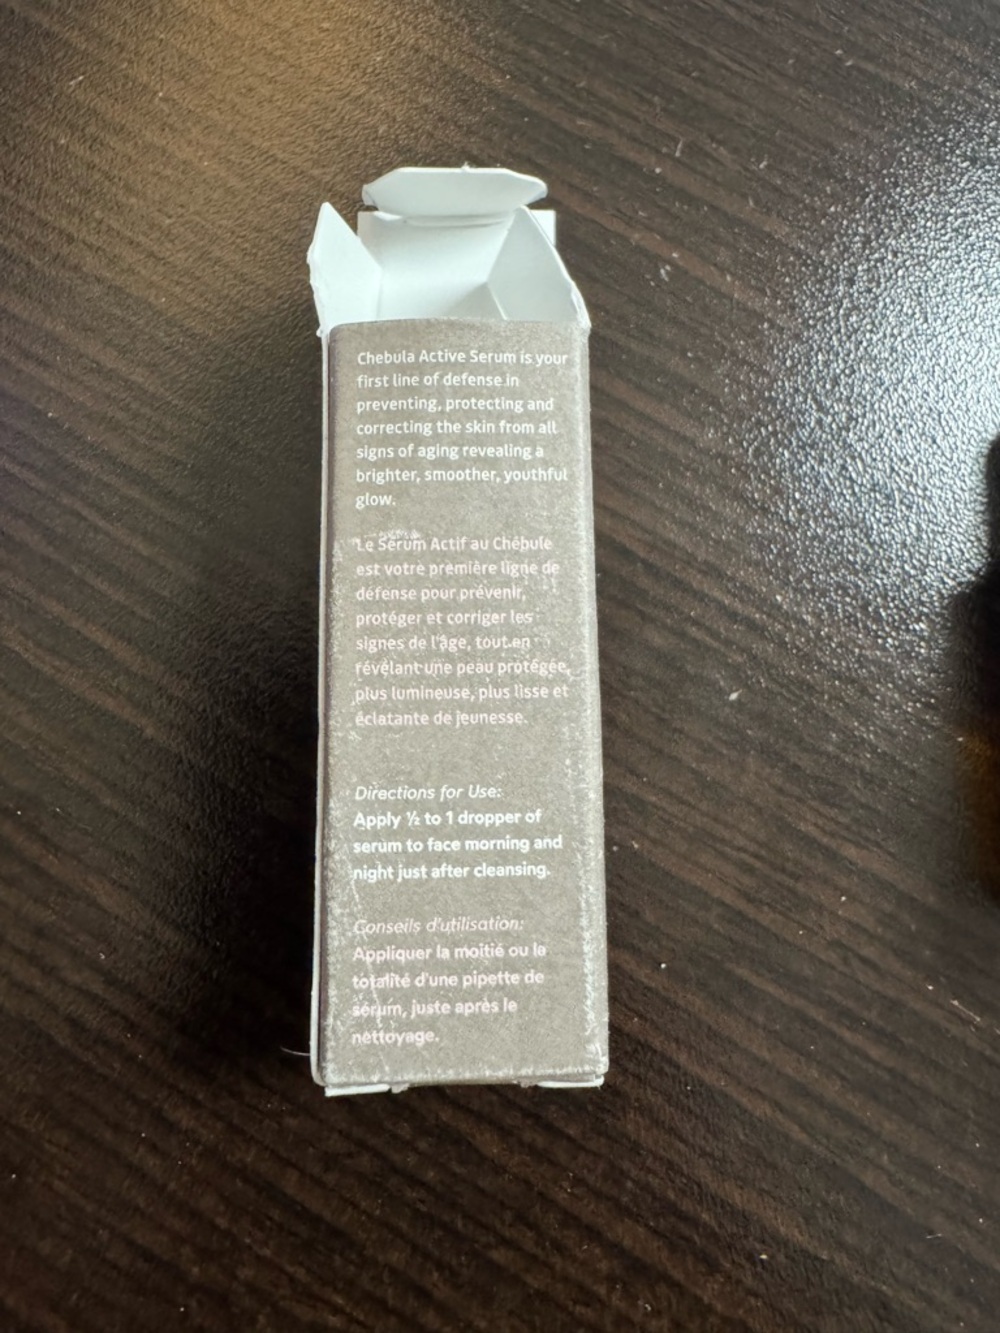 Chebula Active Serum is your
first line of defense in
preventing, protecting and
correcting the skin from all
signs of aging revealing a
brighter, smoother, youthful
glow.
Le Sérum Actif au Chébule
est votre première ligne de
défense pour prévenir,
protéger et corriger les
signes de l'âge, tout en
révélant une peau protégée,
plus lumineuse, plus lisse et
éclatante de jeunesse.
Directions for Use:
Apply ½ to 1 dropper of
serum to face morning and
night just after cleansing.
Conseils d'utilisation:
Appliquer la moitié ou la
totalité d'une pipette de
sérum, juste après le
nettoyage.